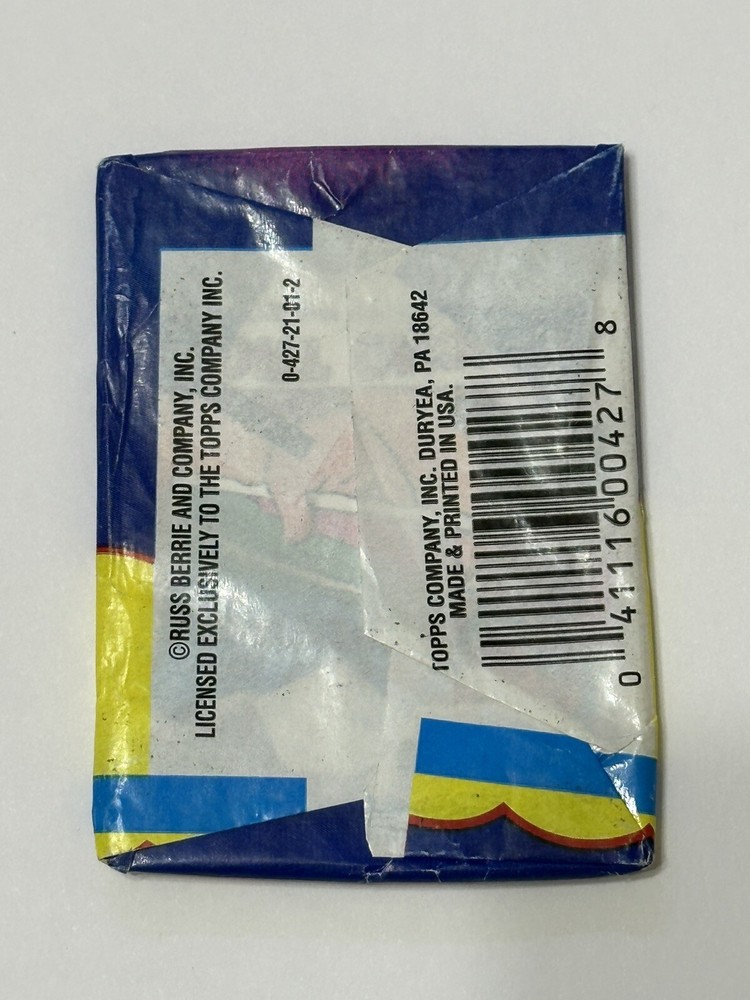 ©RUSS BERRIE AND COMPANY, INC.
LICENSED EXCLUSIVELY TO THE TOPPS COMPANY INC.
0-427-21-01-2
TOPPS COMPANY, INC. DURYEA, PA 18642
MADE & PRINTED IN USA.
0 41116 00427 8